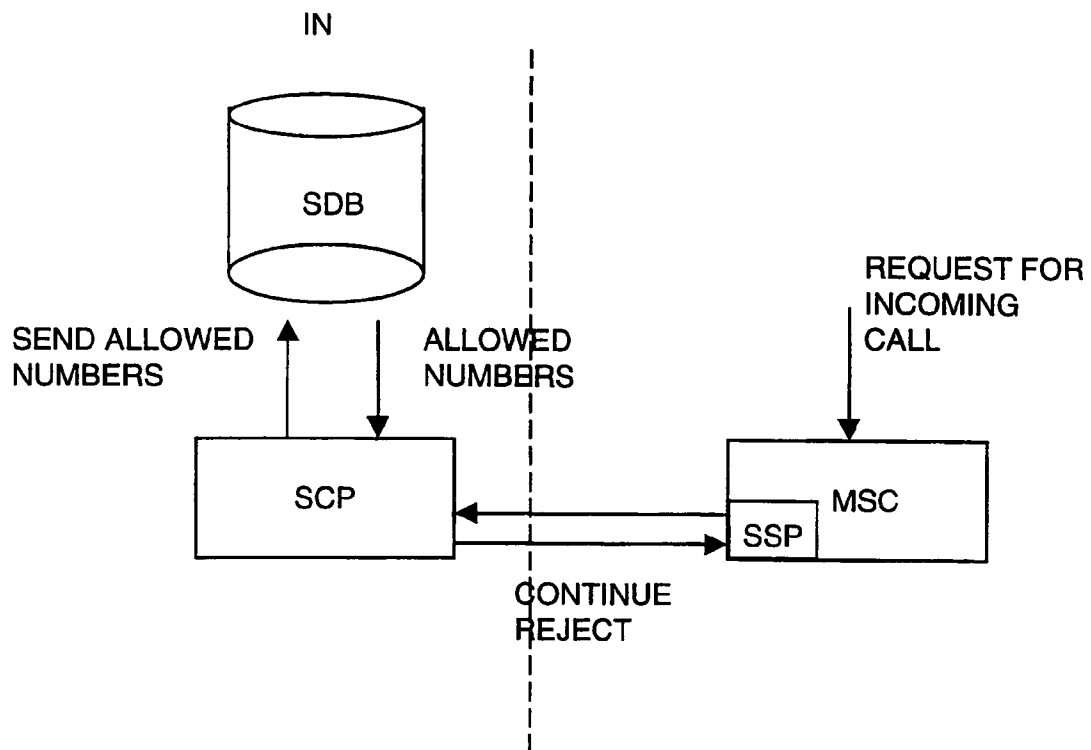 IN
SDB
REQUEST FOR
INCOMING
CALL
SEND ALLOWED
NUMBERS
ALLOWED
NUMBERS
SCP
MSC
SSP
CONTINUE
REJECT